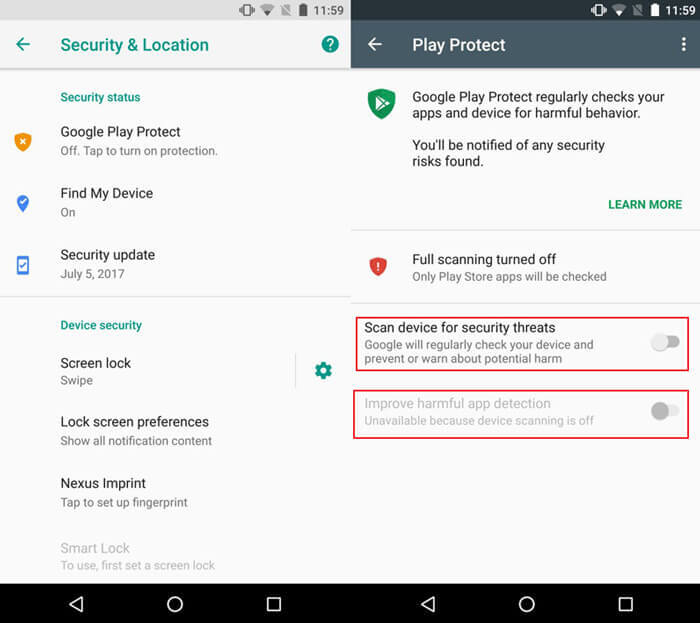 11:59
Security & Location
Security status
Google Play Protect
Off. Tap to turn on protection.
Find My Device
On
Security update
July 5, 2017
Device security
Screen lock
Swipe
Lock screen preferences
Show all notification content
Nexus Imprint
Tap to set up fingerprint
Smart Lock
To use, first set a screen lock
11:59
Play Protect
Google Play Protect regularly checks your
apps and device for harmful behavior.
You'll be notified of any security
risks found.
LEARN MORE
Full scanning turned off
Only Play Store apps will be checked
Scan device for security threats
Google will regularly check your device and
prevent or warn about potential harm
Improve harmful app detection
Unavailable because device scanning is off